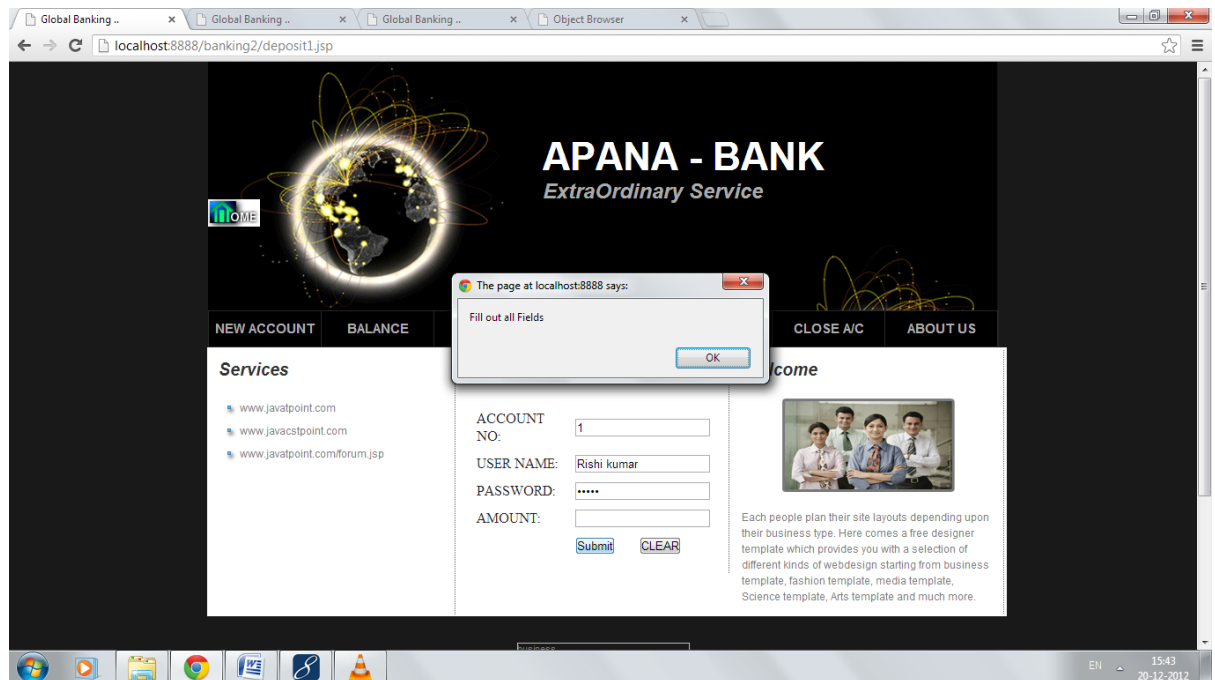 Global Banking ..
Global Banking ..
Global Banking ..
Object Browser
localhost:8888/banking2/deposit1.jsp
APANA - BANK
ExtraOrdinary Service
HOME
The page at localhost:8888 says:
Fill out all Fields
OK
NEW ACCOUNT
BALANCE
CLOSE A/C
ABOUT US
Services
lcome
www.javatpoint.com
www.javacstpoint.com
www.javatpoint.com/forum.jsp
ACCOUNT
NO:
1
USER NAME:
Rishi kumar
PASSWORD:
•••••
AMOUNT:
Submit
CLEAR
Each people plan their site layouts depending upon
their business type. Here comes a free designer
template which provides you with a selection of
different kinds of webdesign starting from business
template, fashion template, media template,
Science template, Arts template and much more.
business
EN
15:43
20-12-2012